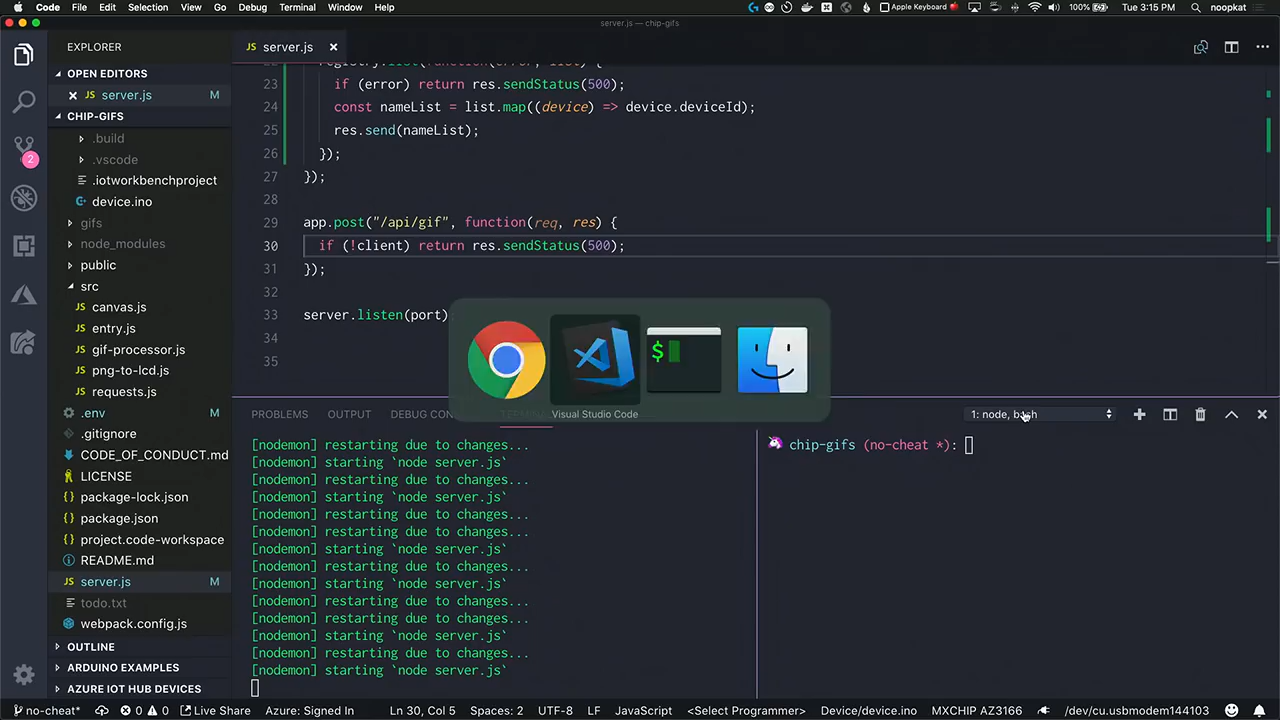 Code File Edit Selection View Go Debug Terminal Window Help
Apple Keyboard 100% Tue 3:15 PM noopkat
server.js — chip-gifs
EXPLORER
OPEN EDITORS
JS server.js M
CHIP-GIFS
.build
.vscode
.iotworkbenchproject
device.ino
gifs
node_modules
public
src
JS canvas.js
JS entry.js
JS gif-processor.js
JS png-to-lcd.js
JS requests.js
.env M
.gitignore
CODE_OF_CONDUCT.md
LICENSE
{} package-lock.json
{} package.json
{} project.code-workspace
README.md
JS server.js M
todo.txt
webpack.config.js
OUTLINE
ARDUINO EXAMPLES
AZURE IOT HUB DEVICES
2
JS server.js
23 if (error) return res.sendStatus(500);
24 const nameList = list.map((device) => device.deviceId);
25 res.send(nameList);
26 });
27 });
28
29 app.post("/api/gif", function(req, res) {
30 if (!client) return res.sendStatus(500);
31 });
32
33 server.listen(port)
34
35
$
Visual Studio Code
PROBLEMS OUTPUT DEBUG CON
1: node, bash
[nodemon] restarting due to changes...
[nodemon] starting `node server.js`
[nodemon] restarting due to changes...
[nodemon] starting `node server.js`
[nodemon] restarting due to changes...
[nodemon] restarting due to changes...
[nodemon] starting `node server.js`
[nodemon] restarting due to changes...
[nodemon] starting `node server.js`
[nodemon] restarting due to changes...
[nodemon] restarting due to changes...
[nodemon] starting `node server.js`
[nodemon] restarting due to changes...
[nodemon] starting `node server.js`
chip-gifs (no-cheat *):
no-cheat* 0 0 Live Share Azure: Signed In Ln 30, Col 5 Spaces: 2 UTF-8 LF JavaScript <Select Programmer> Device/device.ino MXCHIP AZ3166 /dev/cu.usbmodem144103